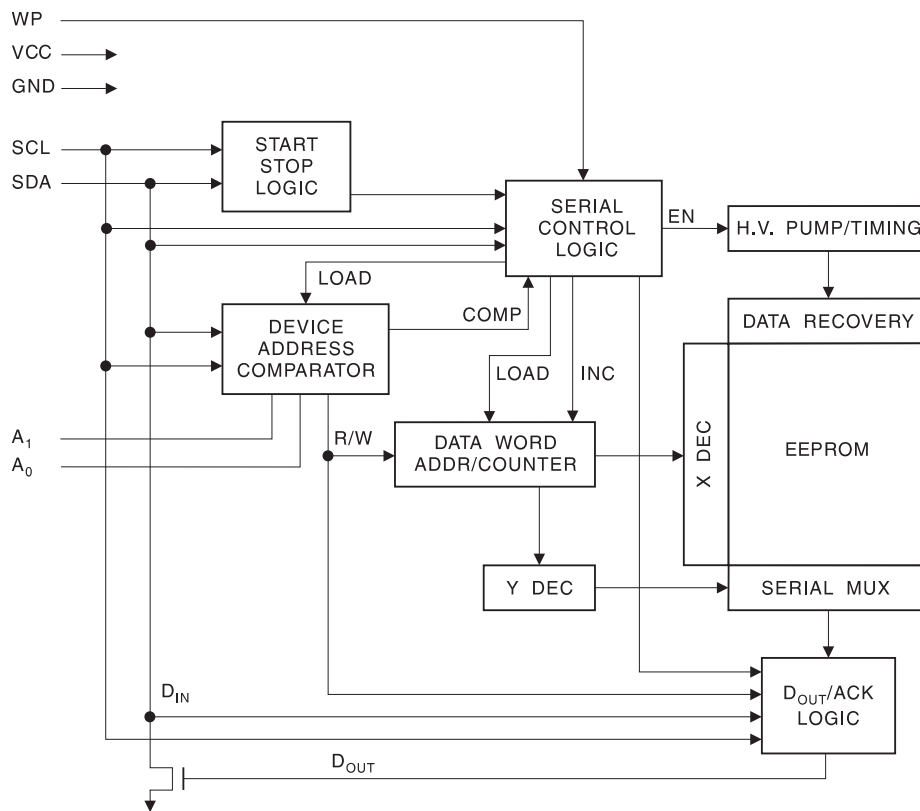 WP
VCC
GND
SCL
SDA
START
STOP
LOGIC
SERIAL
CONTROL
LOGIC
EN
H.V. PUMP/TIMING
LOAD
COMP
DATA RECOVERY
DEVICE
ADDRESS
COMPARATOR
LOAD
INC
A1
A0
R/W
DATA WORD
ADDR/COUNTER
X DEC
EEPROM
Y DEC
SERIAL MUX
DIN
DOUT/ACK
LOGIC
DOUT